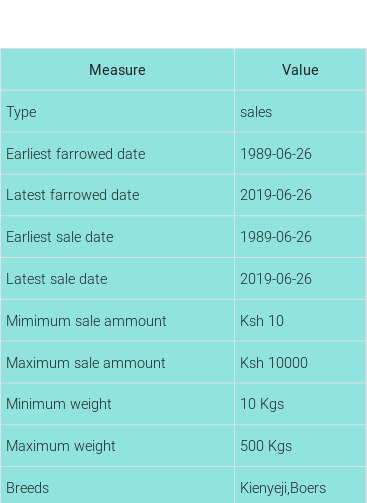 Measure Value
Type sales
Earliest farrowed date 1989-06-26
Latest farrowed date 2019-06-26
Earliest sale date 1989-06-26
Latest sale date 2019-06-26
Mimimum sale ammount Ksh 10
Maximum sale ammount Ksh 10000
Minimum weight 10 Kgs
Maximum weight 500 Kgs
Breeds Kienyeji,Boers